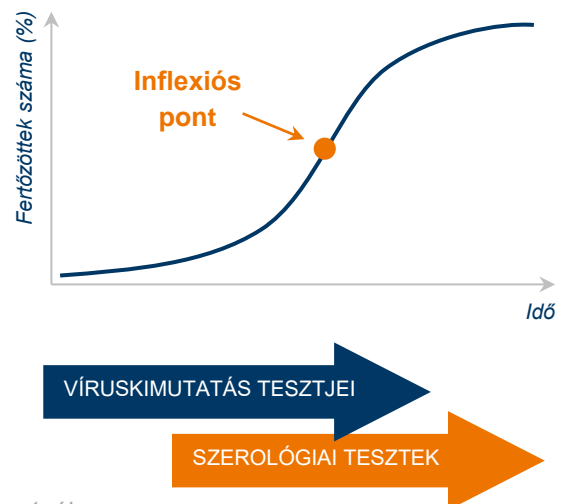 Fertőzöttek száma (%)
Inflexiós
pont
Idő
VÍRUSKIMUTATÁS TESZTJEI
SZEROLÓGIAI TESZTEK